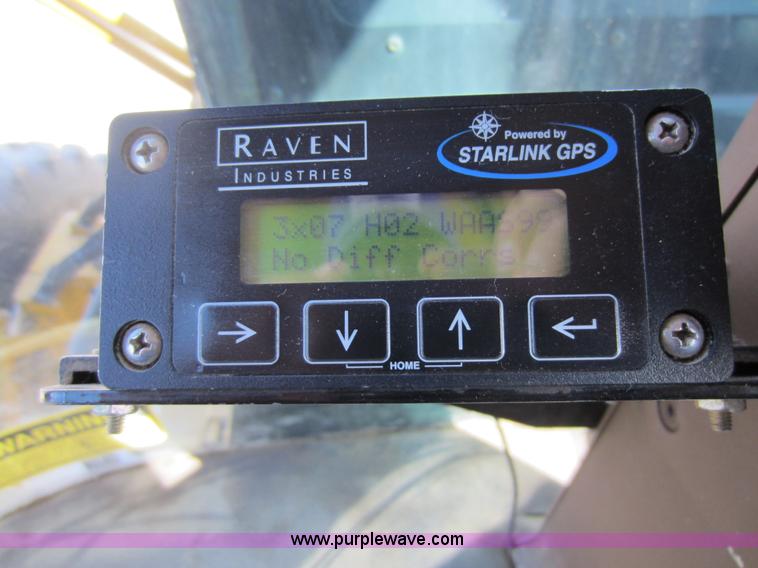 RAVEN
INDUSTRIES
Powered by
STARLINK GPS
3x07 H02 WAAS99
No Diff Corrs
HOME
WARNING
www.purplewave.com